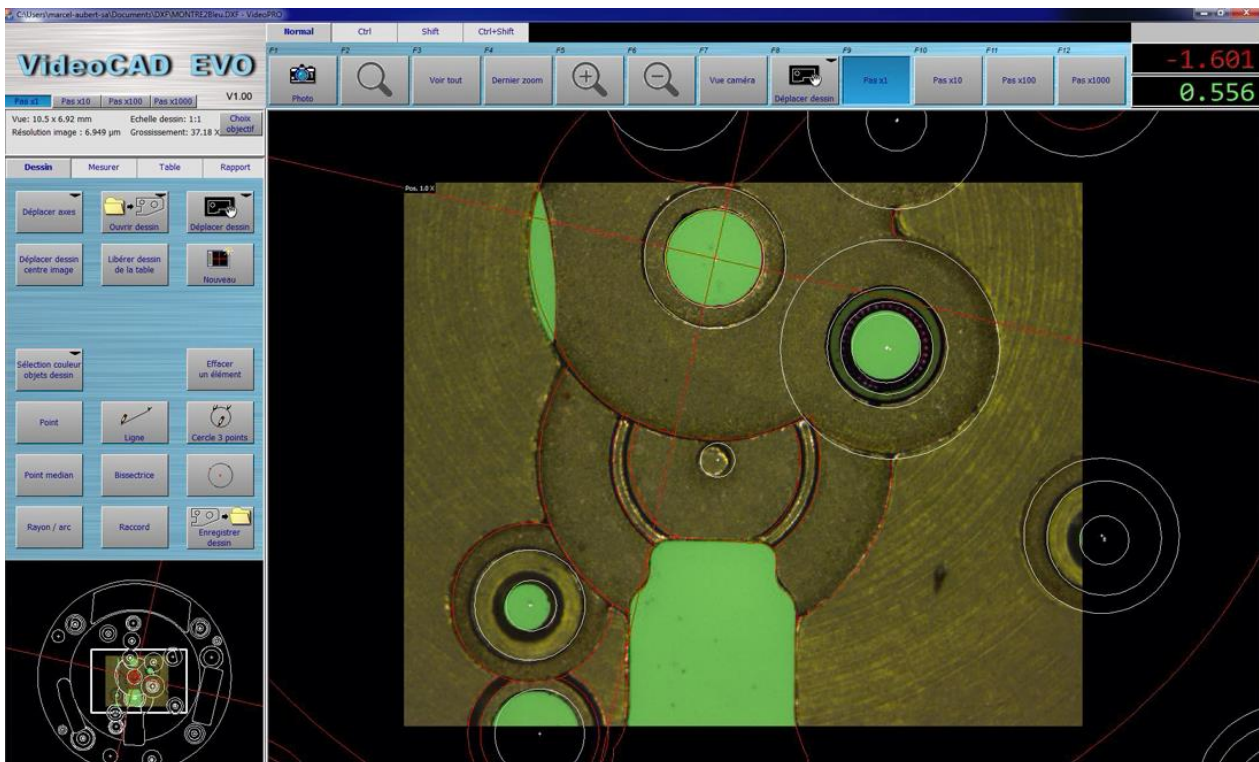 C:\Users\marcel-aubert-sa\Documents\DXF\MONTRE2Bleu.DXF - VideoPRO
VideoCAD EVO
V1.00
Pas x1
Pas x10
Pas x100
Pas x1000
Vue: 10.5 x 6.92 mm
Echelle dessin: 1:1
Résolution image : 6.949 µm
Grossissement: 37.18 X
Choix
objectif
Normal
Ctrl
Shift
Ctrl+Shift
F1
F2
F3
F4
F5
F6
F7
F8
F9
F10
F11
F12
Photo
Voir tout
Dernier zoom
Vue caméra
Déplacer dessin
Pas x1
Pas x10
Pas x100
Pas x1000
-1.601
0.556
Dessin
Mesurer
Table
Rapport
Déplacer axes
Ouvrir dessin
Déplacer dessin
Déplacer dessin
centre image
Libérer dessin
de la table
Nouveau
Sélection couleur
objets dessin
Effacer
un élément
Point
Ligne
Cercle 3 points
Point median
Bissectrice
Rayon / arc
Raccord
Enregistrer
dessin
Pos. 1.0 X